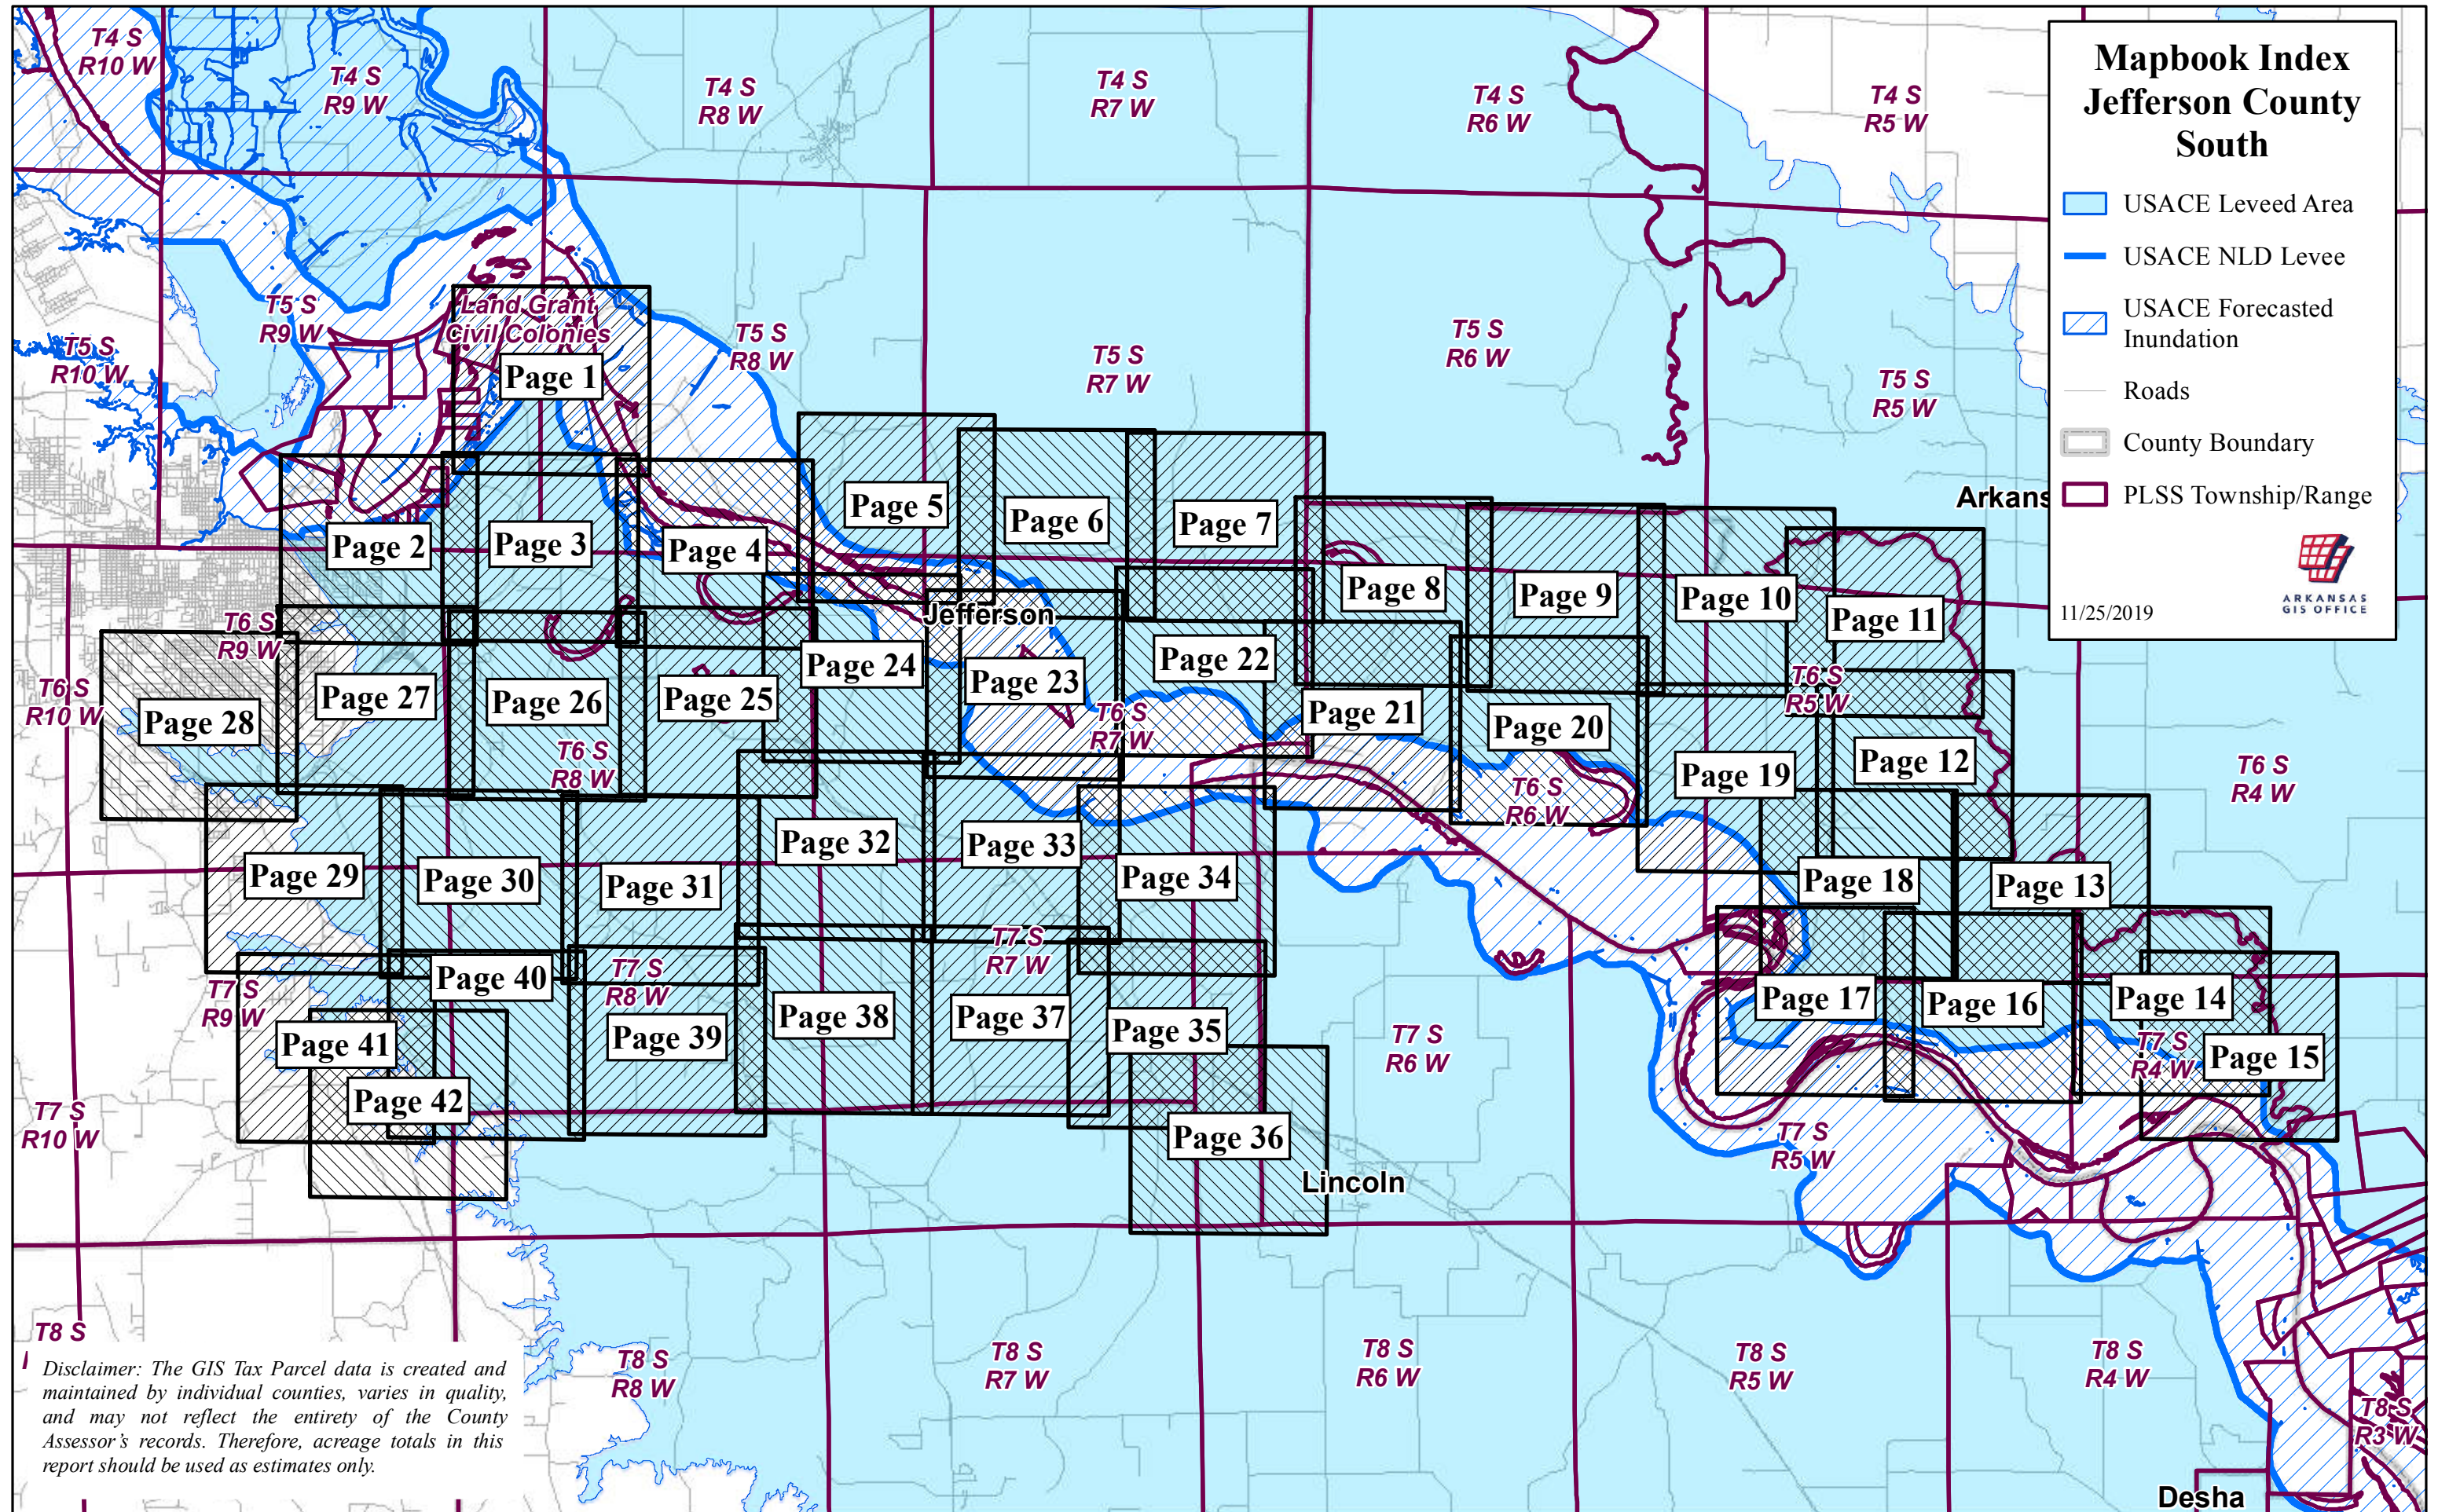 Mapbook Index
Jefferson County
South
USACE Leveed Area
USACE NLD Levee
USACE Forecasted
Inundation
Roads
County Boundary
PLSS Township/Range
11/25/2019
ARKANSAS
GIS OFFICE
T4 S
R10 W
T4 S
R9 W
T4 S
R8 W
T4 S
R7 W
T4 S
R6 W
T4 S
R5 W
T5 S
R10 W
T5 S
R9 W
Land Grant
Civil Colonies
T5 S
R8 W
T5 S
R7 W
T5 S
R6 W
T5 S
R5 W
Page 1
Page 2
Page 3
Page 4
Page 5
Page 6
Page 7
Page 8
Page 9
Page 10
Page 11
Arkans
Jefferson
T6 S
R10 W
T6 S
R9 W
T6 S
R8 W
T6 S
R7 W
T6 S
R6 W
T6 S
R5 W
T6 S
R4 W
Page 28
Page 27
Page 26
Page 25
Page 24
Page 23
Page 22
Page 21
Page 20
Page 19
Page 12
Page 29
Page 30
Page 31
Page 32
Page 33
Page 34
Page 18
Page 13
T7 S
R10 W
T7 S
R9 W
T7 S
R8 W
T7 S
R7 W
T7 S
R6 W
T7 S
R5 W
T7 S
R4 W
Page 41
Page 40
Page 42
Page 39
Page 38
Page 37
Page 35
Page 36
Page 17
Page 16
Page 14
Page 15
Lincoln
T8 S
T8 S
R8 W
T8 S
R7 W
T8 S
R6 W
T8 S
R5 W
T8 S
R4 W
T8 S
R3 W
Desha
Disclaimer: The GIS Tax Parcel data is created and
maintained by individual counties, varies in quality,
and may not reflect the entirety of the County
Assessor's records. Therefore, acreage totals in this
report should be used as estimates only.